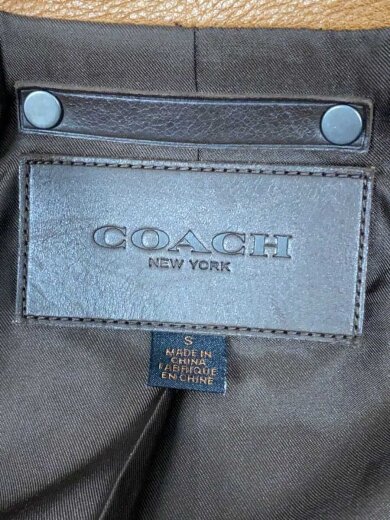 COACH
NEW YORK
S
MADE IN
CHINA
FABRIQUE
EN CHINE